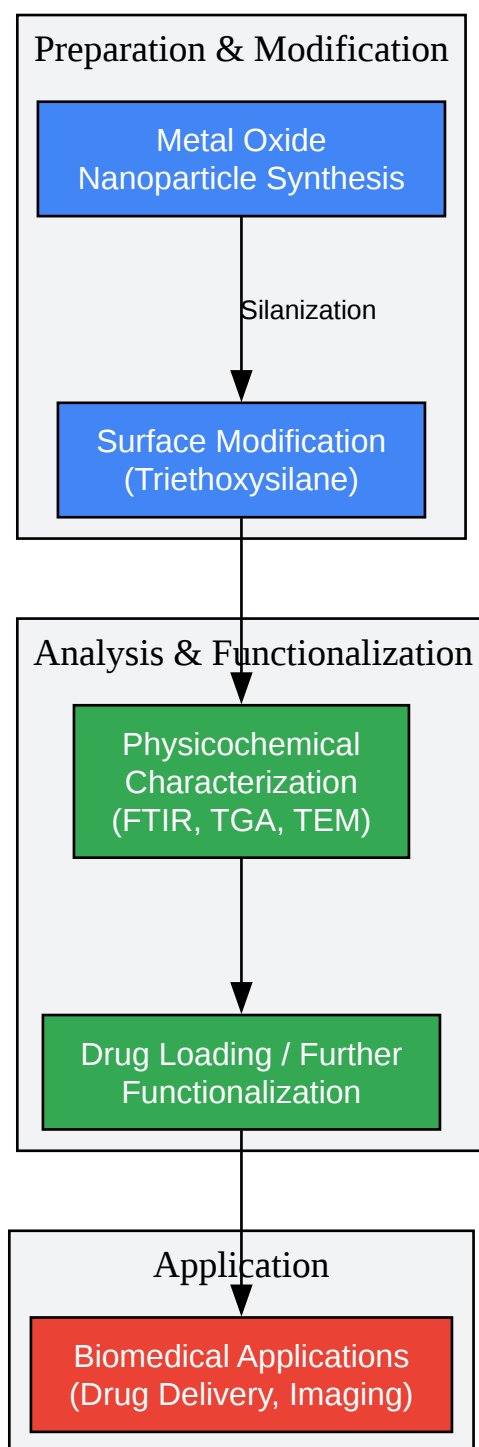 Preparation & Modification
Metal Oxide
Nanoparticle Synthesis
Silanization
Surface Modification
(Triethoxysilane)
Analysis & Functionalization
Physicochemical
Characterization
(FTIR, TGA, TEM)
Drug Loading / Further
Functionalization
Application
Biomedical Applications
(Drug Delivery, Imaging)